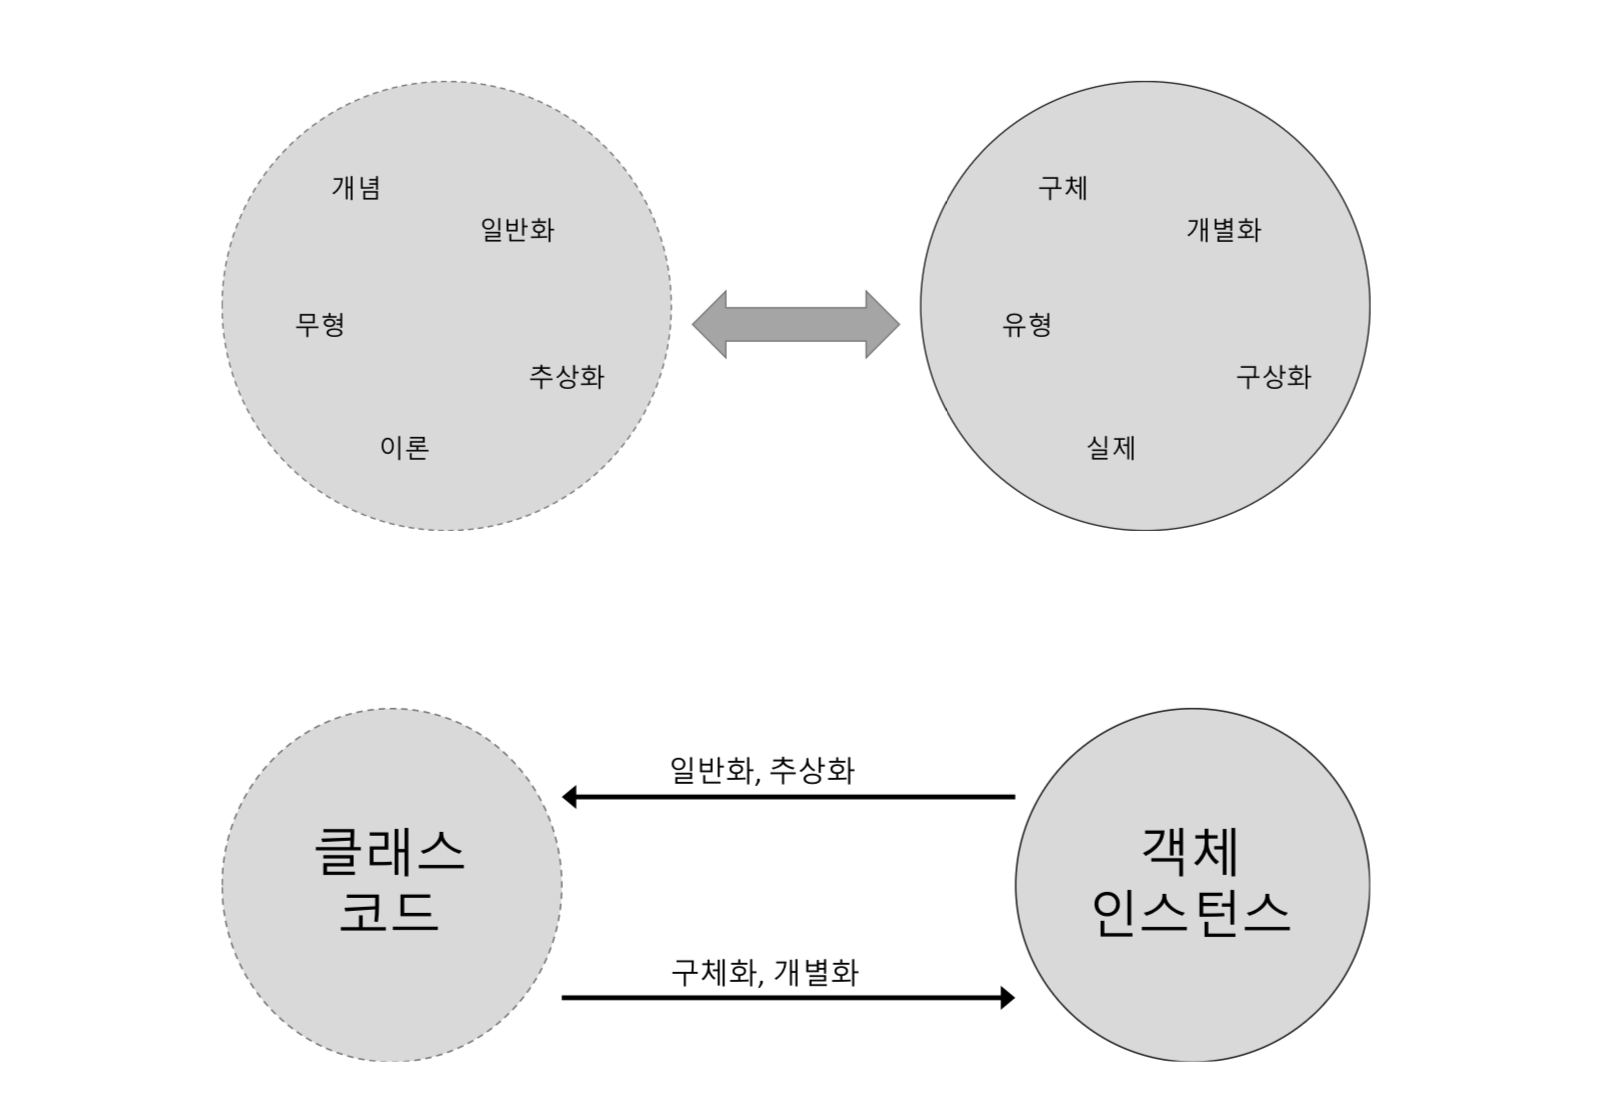 개념
일반화
무형
추상화
이론
구체
개별화
유형
구상화
실제
일반화, 추상화
클래스
코드
객체
인스턴스
구체화, 개별화